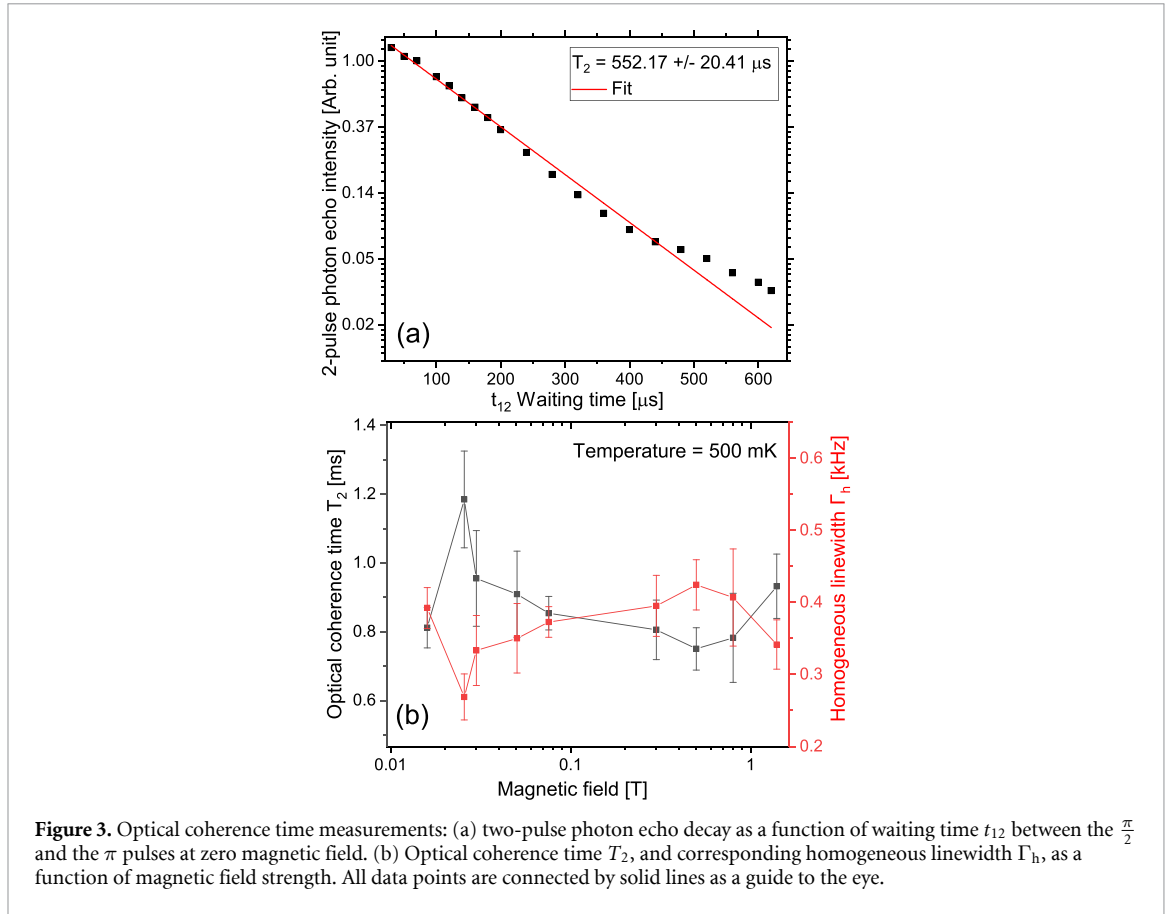 2-pulse photon echo intensity [Arb. unit]
1.00
0.37
0.14
0.05
0.02
T₂ = 552.17 +/- 20.41 μs
Fit
(a)
100 200 300 400 500 600
t₁₂ Waiting time [μs]
Optical coherence time T₂ [ms]
1.4
1.2
1.0
0.8
0.6
Temperature = 500 mK
(b)
0.6
0.5
0.4
0.3
0.2
Homogeneous linewidth Γₕ [kHz]
0.01 0.1 1
Magnetic field [T]
Figure 3. Optical coherence time measurements: (a) two-pulse photon echo decay as a function of waiting time t₁₂ between the π/2
and the π pulses at zero magnetic field. (b) Optical coherence time T₂, and corresponding homogeneous linewidth Γₕ, as a
function of magnetic field strength. All data points are connected by solid lines as a guide to the eye.